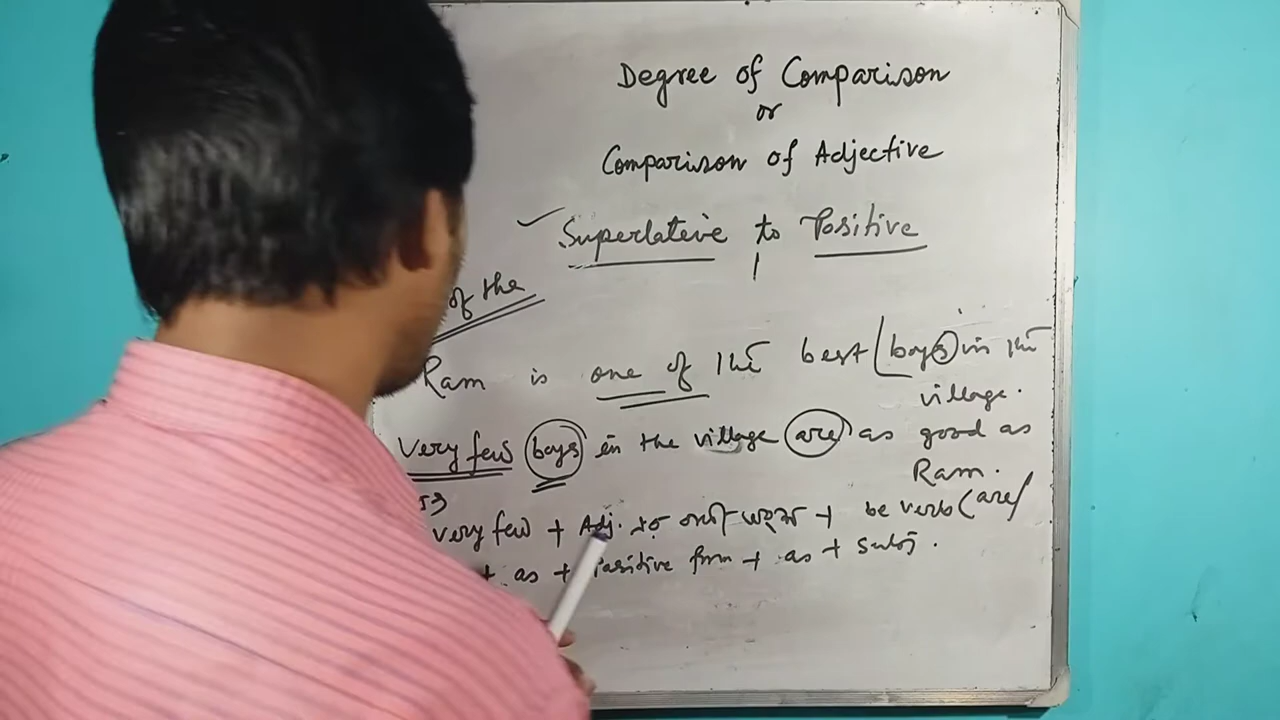 Degree of Comparison
or
Comparison of Adjective
Superlative to Positive
of the
Ram is one of the best boys in the
village.
very few boys in the village are as good as
Ram.
very few + Adj. + be verb (are/
+ as + Positive form + as + Subj.